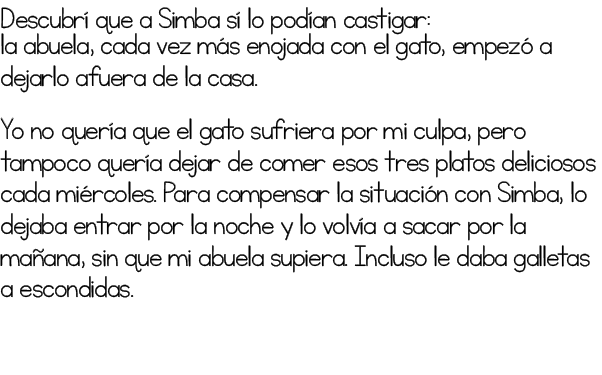 Descubrí que a Simba sí lo podían castigar:
la abuela, cada vez más enojada con el gato, empezó a
dejarlo afuera de la casa.
Yo no quería que el gato sufriera por mi culpa, pero
tampoco quería dejar de comer esos tres platos deliciosos
cada miércoles. Para compensar la situación con Simba, lo
dejaba entrar por la noche y lo volvía a sacar por la
mañana, sin que mi abuela supiera. Incluso le daba galletas
a escondidas.